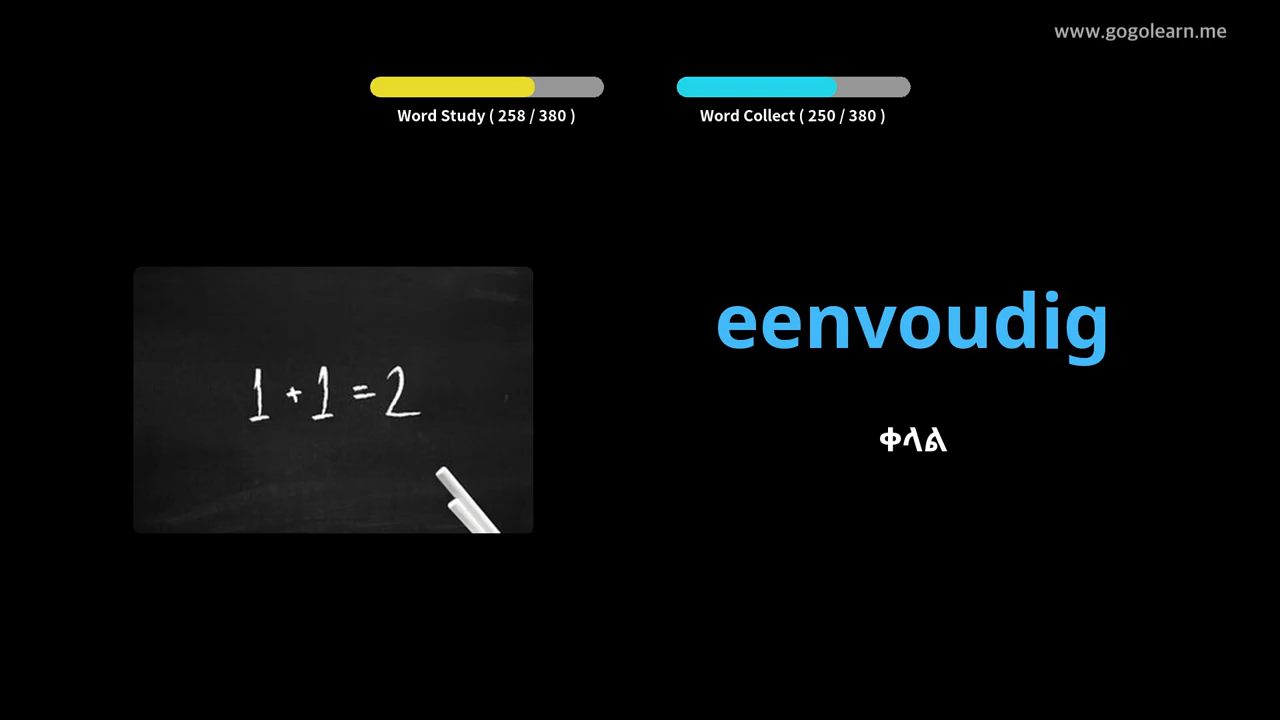 www.gogolearn.me
Word Study ( 258 / 380 )
Word Collect ( 250 / 380 )
1 + 1 = 2
eenvoudig
ቀላል